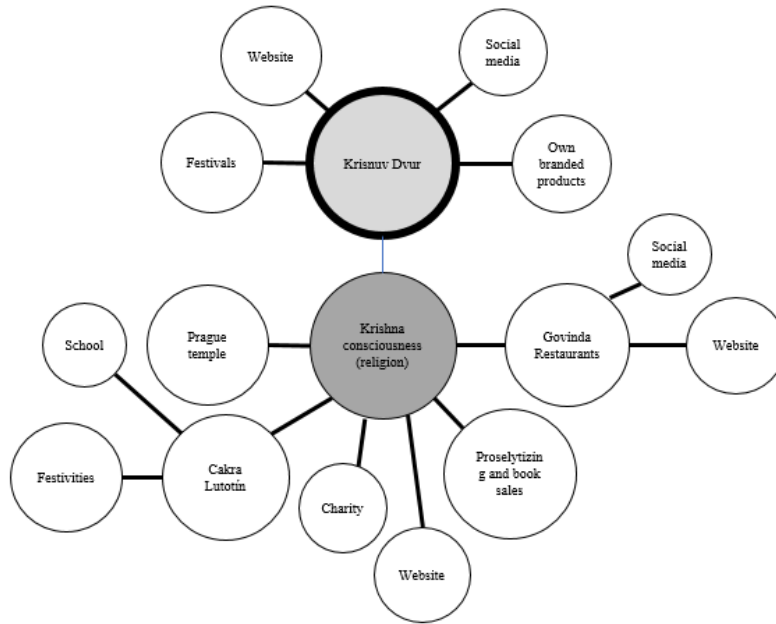 Website
Social
media
Festivals
Krisnuv Dvur
Own
branded
products
Social
media
School
Prague
temple
Krishna
consciousness
(religion)
Govinda
Restaurants
Website
Festivities
Cakra
Lutotín
Charity
Proselytizin
g and book
sales
Website